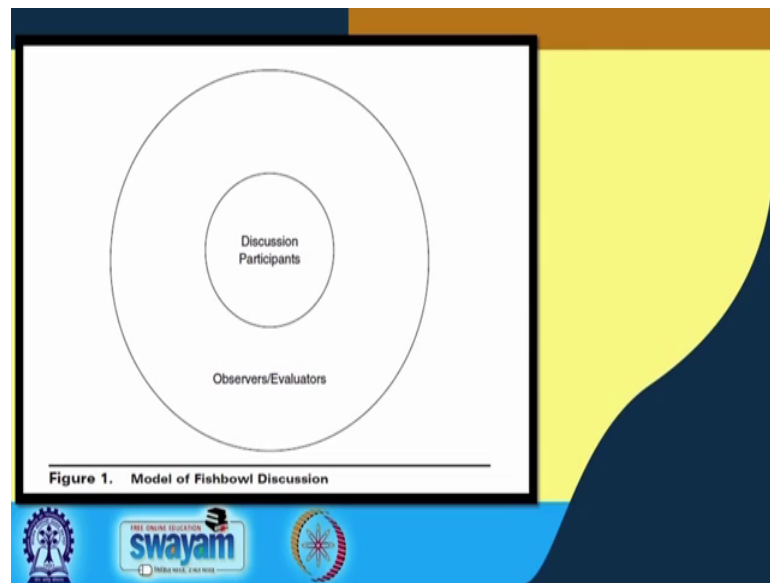 Discussion
Participants
Observers/Evaluators
Figure 1. Model of Fishbowl Discussion
FREE ONLINE EDUCATION
swayam